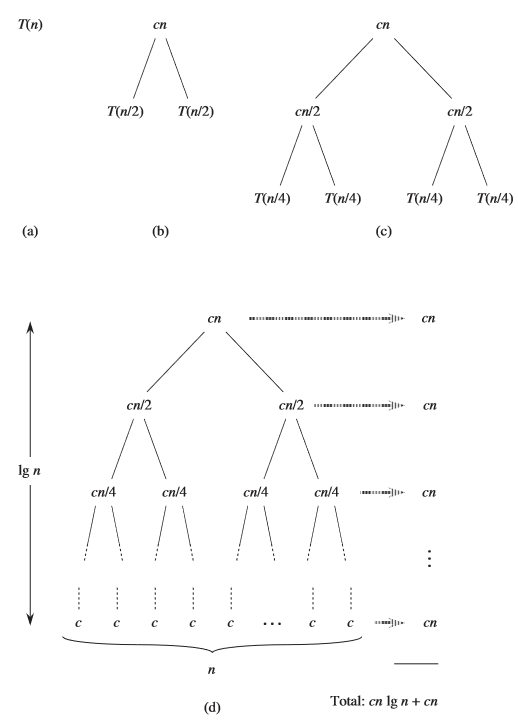 T(n) cn cn
T(n/2) T(n/2) cn/2 cn/2
T(n/4) T(n/4) T(n/4) T(n/4)
(a) (b) (c)
cn cn
cn/2 cn/2 cn
lg n
cn/4 cn/4 cn/4 cn/4 cn
c c c c c ... c c cn
n
(d)
Total: cn lg n + cn